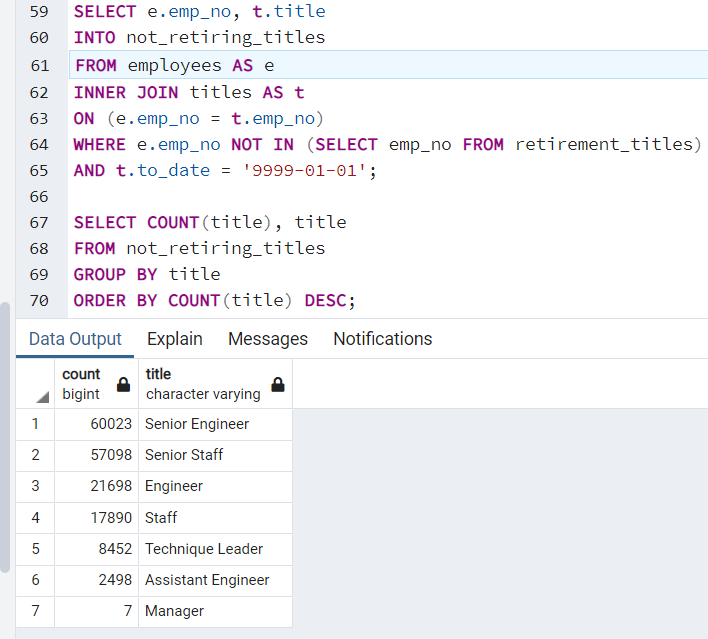 59 SELECT e.emp_no, t.title
60 INTO not_retiring_titles
61 FROM employees AS e
62 INNER JOIN titles AS t
63 ON (e.emp_no = t.emp_no)
64 WHERE e.emp_no NOT IN (SELECT emp_no FROM retirement_titles)
65 AND t.to_date = '9999-01-01';
66
67 SELECT COUNT(title), title
68 FROM not_retiring_titles
69 GROUP BY title
70 ORDER BY COUNT(title) DESC;
Data Output Explain Messages Notifications
count title
bigint character varying
1 60023 Senior Engineer
2 57098 Senior Staff
3 21698 Engineer
4 17890 Staff
5 8452 Technique Leader
6 2498 Assistant Engineer
7 7 Manager